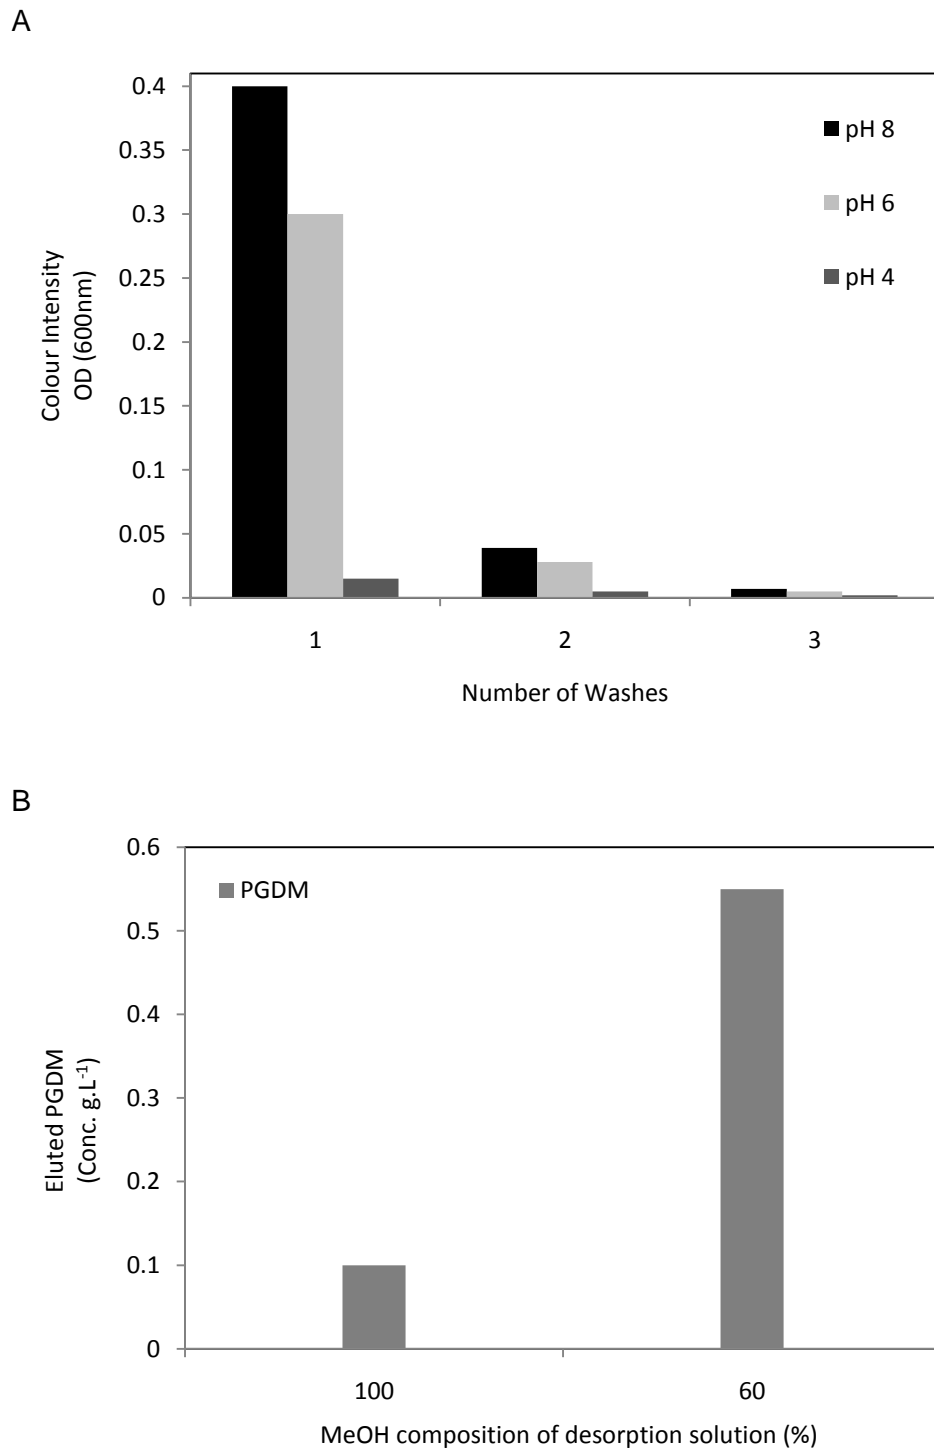 A
0.4
0.35
0.3
0.25
0.2
0.15
0.1
0.05
0
Colour Intensity
OD (600nm)
pH 8
pH 6
pH 4
1 2 3
Number of Washes
B
0.6
0.5
0.4
0.3
0.2
0.1
0
Eluted PGDM
(Conc. g.L⁻¹)
PGDM
100 60
MeOH composition of desorption solution (%)